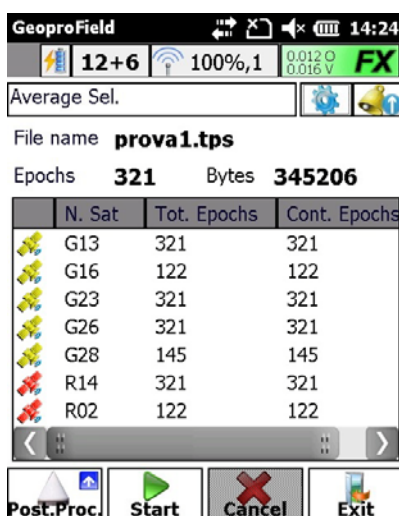 GeoproField 14:24
12+6 100%,1 0.012 O 0.016 V FX
Average Sel.
File name prova1.tps
Epochs 321 Bytes 345206
N. Sat Tot. Epochs Cont. Epochs
G13 321 321
G16 122 122
G23 321 321
G26 321 321
G28 145 145
R14 321 321
R02 122 122
Post.Proc. Start Cancel Exit